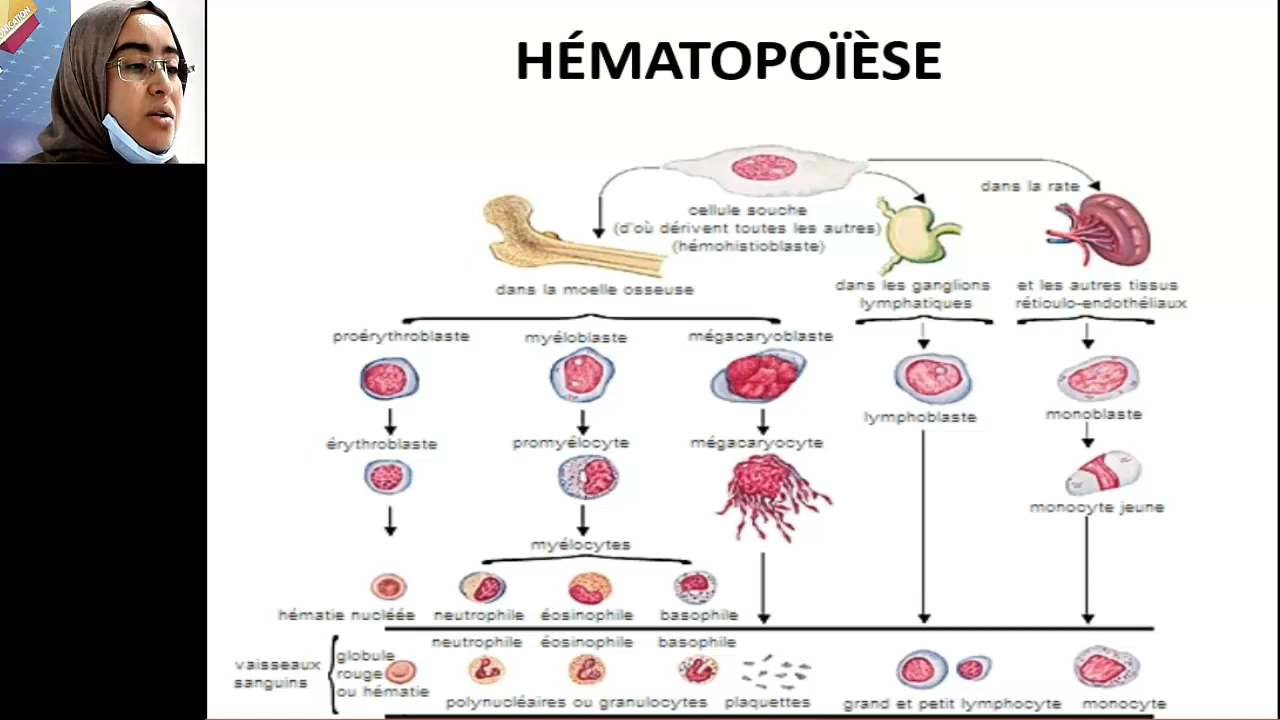 HÉMATOPOÏÈSE
dans la rate
cellule souche
(d'où dérivent toutes les autres)
(hémohistioblaste)
dans la moelle osseuse
dans les ganglions
lymphatiques
et les autres tissus
réticulo-endothéliaux
proérythroblaste
myéloblaste
mégacaryoblaste
lymphoblaste
monoblaste
érythroblaste
promyélocyte
mégacaryocyte
monocyte jeune
myélocytes
hématie nucléée
neutrophile
éosinophile
basophile
neutrophile
éosinophile
basophile
vaisseaux
sanguins
globule
rouge
ou hématie
polynucléaires ou granulocytes
plaquettes
grand et petit lymphocyte
monocyte